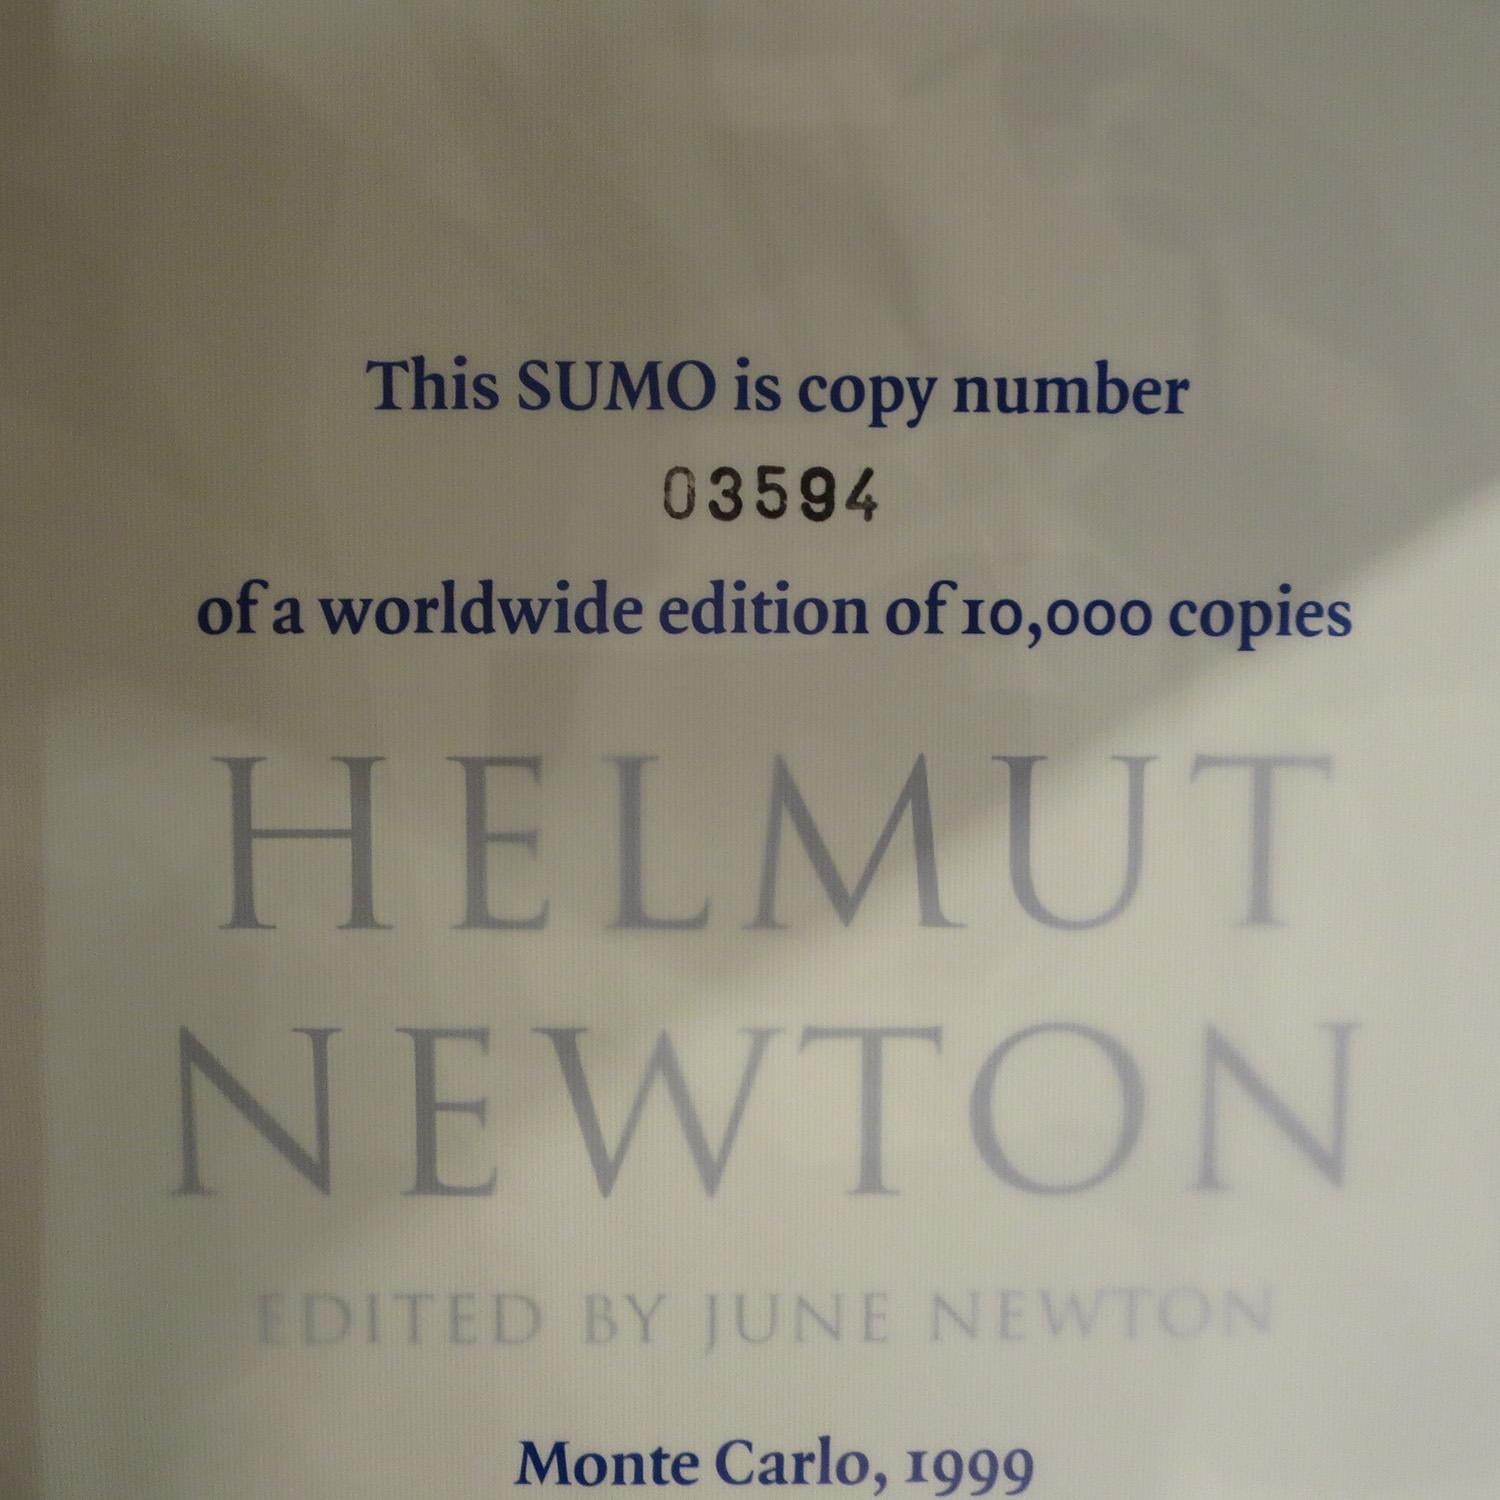 This SUMO is copy number
03594
of a worldwide edition of 10,000 copies
HELMUT
NEWTON
EDITED BY JUNE NEWTON
Monte Carlo, 1999